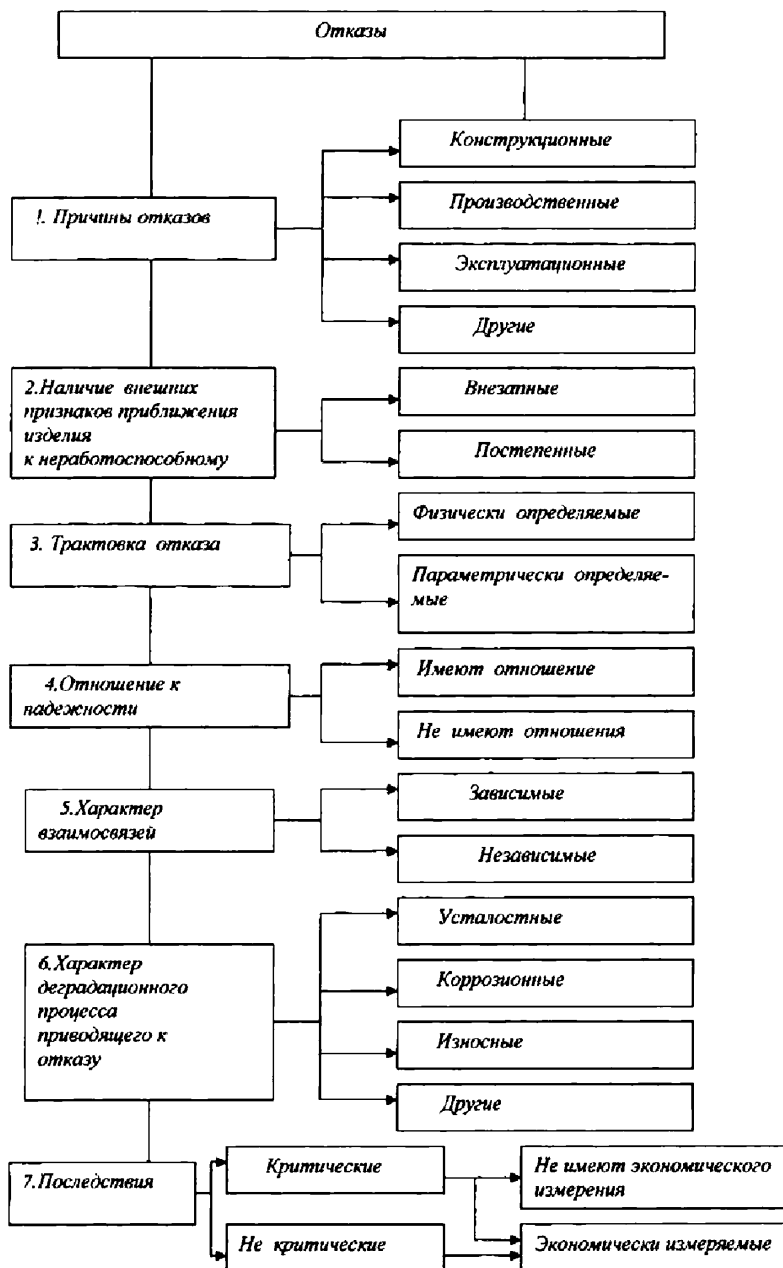 Отказы
Конструкционные
Производственные
!. Причины отказов
Эксплуатационные
Другие
2.Наличие внешних
признаков приближения
изделия
к неработоспособному
Внезатные
Постепенные
3. Трактовка отказа
Физически определяемые
Параметрически определяе-
мые
4.Отношение к
надежности
Имеют отношение
Не имеют отношения
5.Характер
взаимосвязей
Зависимые
Независимые
6.Характер
деградационного
процесса
приводящего к
отказу
Усталостные
Коррозионные
Износные
Другие
7.Последствия
Критические
Не имеют экономического
измерения
Не критические
Экономически измеряемые